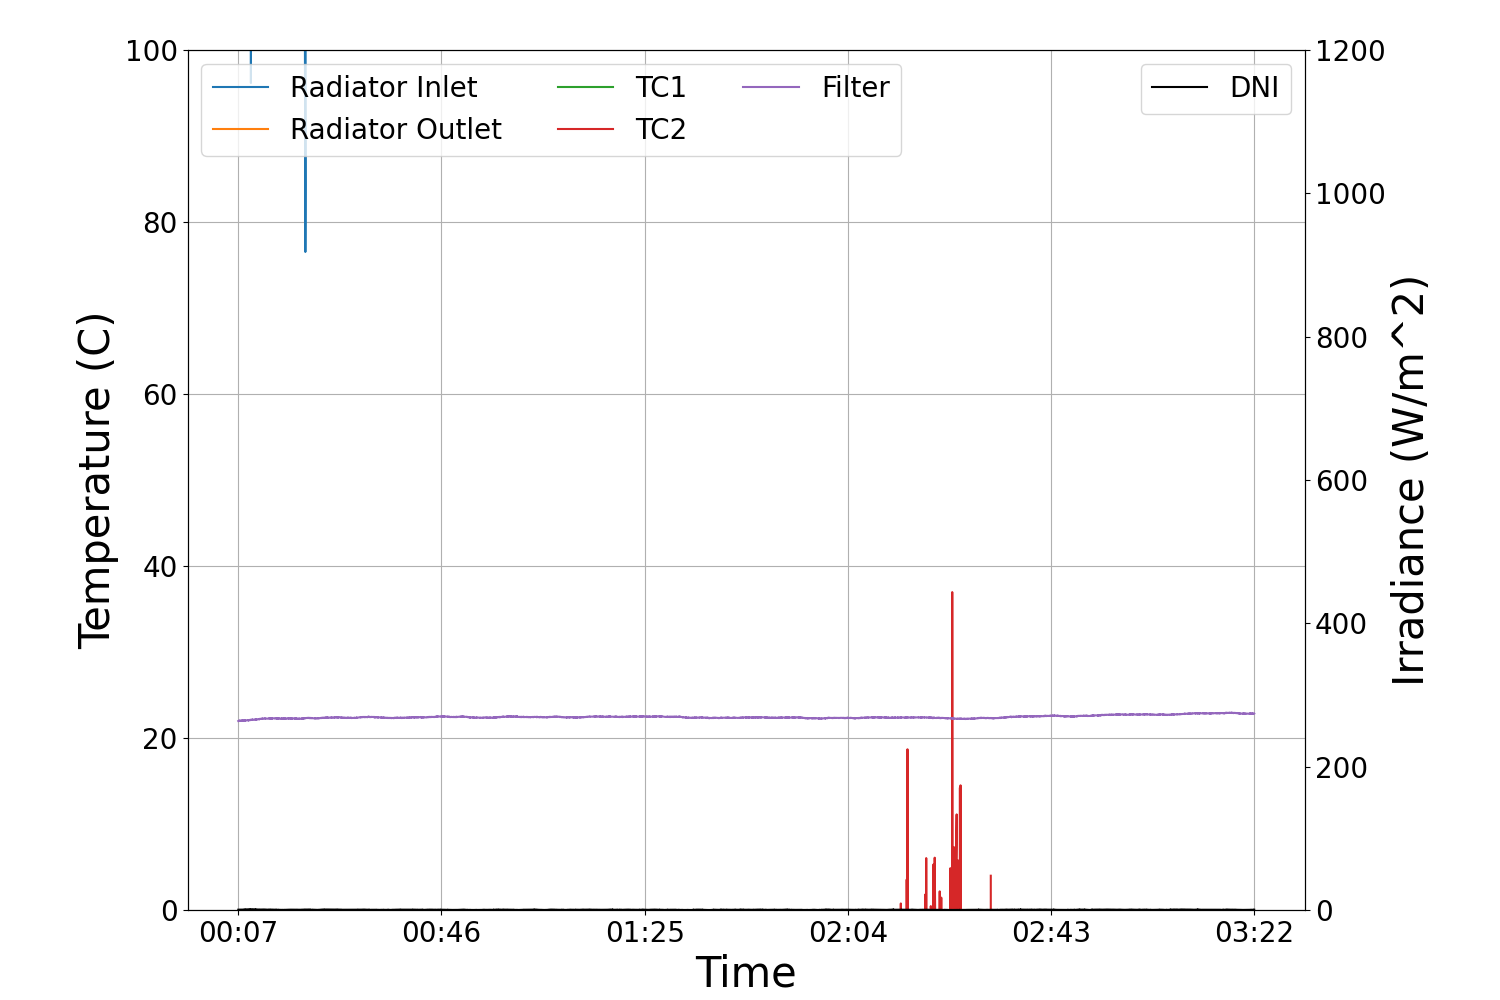 100
80
60
40
20
0
Temperature (C)
Radiator Inlet
Radiator Outlet
TC1
TC2
Filter
DNI
1200
1000
800
600
400
200
0
Irradiance (W/m^2)
00:07 00:46 01:25 02:04 02:43 03:22
Time